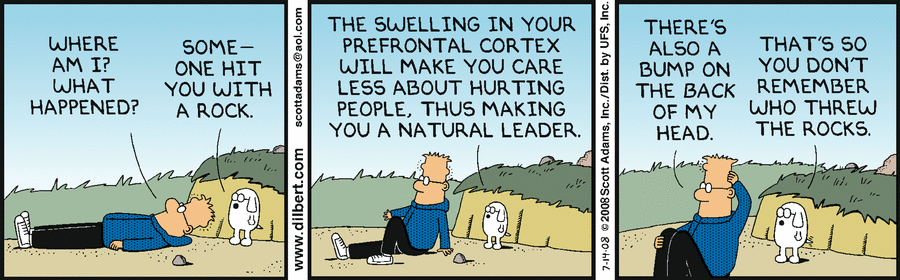 WHERE
AM I?
WHAT
HAPPENED?
SOME-
ONE HIT
YOU WITH
A ROCK.
www.dilbert.com
scottadams@aol.com
THE SWELLING IN YOUR
PREFRONTAL CORTEX
WILL MAKE YOU CARE
LESS ABOUT HURTING
PEOPLE, THUS MAKING
YOU A NATURAL LEADER.
7-14-08 © 2008 Scott Adams, Inc./Dist. by UFS, Inc.
THERE'S
ALSO A
BUMP ON
THE BACK
OF MY
HEAD.
THAT'S SO
YOU DON'T
REMEMBER
WHO THREW
THE ROCKS.